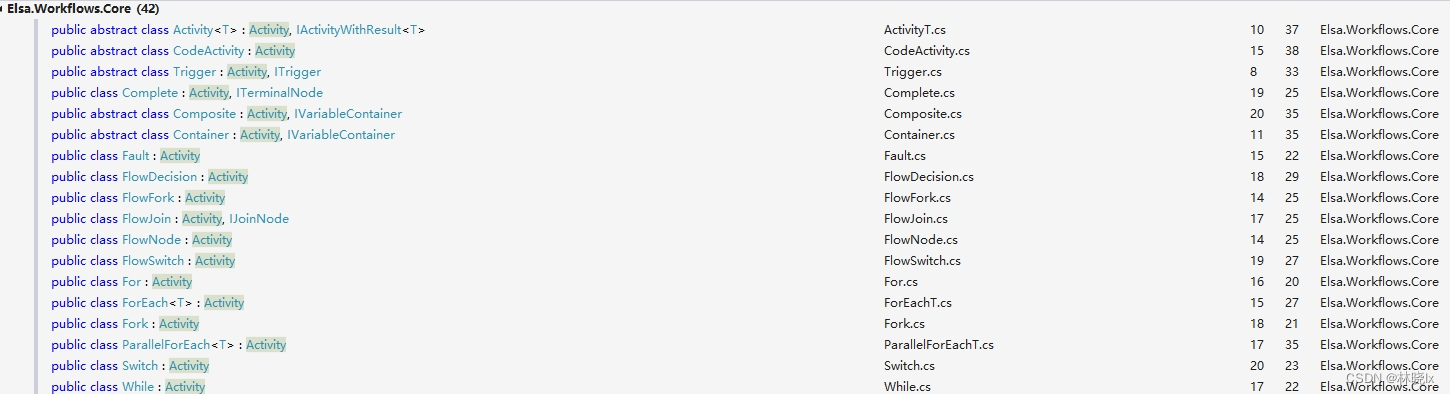 Elsa.Workflows.Core (42)
public abstract class Activity<T> : Activity, IActivityWithResult<T> ActivityT.cs 10 37 Elsa.Workflows.Core
public abstract class CodeActivity : Activity CodeActivity.cs 15 38 Elsa.Workflows.Core
public abstract class Trigger : Activity, ITrigger Trigger.cs 8 33 Elsa.Workflows.Core
public class Complete : Activity, ITerminalNode Complete.cs 19 25 Elsa.Workflows.Core
public abstract class Composite : Activity, IVariableContainer Composite.cs 20 35 Elsa.Workflows.Core
public abstract class Container : Activity, IVariableContainer Container.cs 11 35 Elsa.Workflows.Core
public class Fault : Activity Fault.cs 15 22 Elsa.Workflows.Core
public class FlowDecision : Activity FlowDecision.cs 18 29 Elsa.Workflows.Core
public class FlowFork : Activity FlowFork.cs 14 25 Elsa.Workflows.Core
public class FlowJoin : Activity, IJoinNode FlowJoin.cs 17 25 Elsa.Workflows.Core
public class FlowNode : Activity FlowNode.cs 14 25 Elsa.Workflows.Core
public class FlowSwitch : Activity FlowSwitch.cs 19 27 Elsa.Workflows.Core
public class For : Activity For.cs 16 20 Elsa.Workflows.Core
public class ForEach<T> : Activity ForEachT.cs 15 27 Elsa.Workflows.Core
public class Fork : Activity Fork.cs 18 21 Elsa.Workflows.Core
public class ParallelForEach<T> : Activity ParallelForEachT.cs 17 35 Elsa.Workflows.Core
public class Switch : Activity Switch.cs 20 23 Elsa.Workflows.Core
public class While : Activity While.cs 17 22 Elsa.Workflows.Core
CSDN @林晓lx